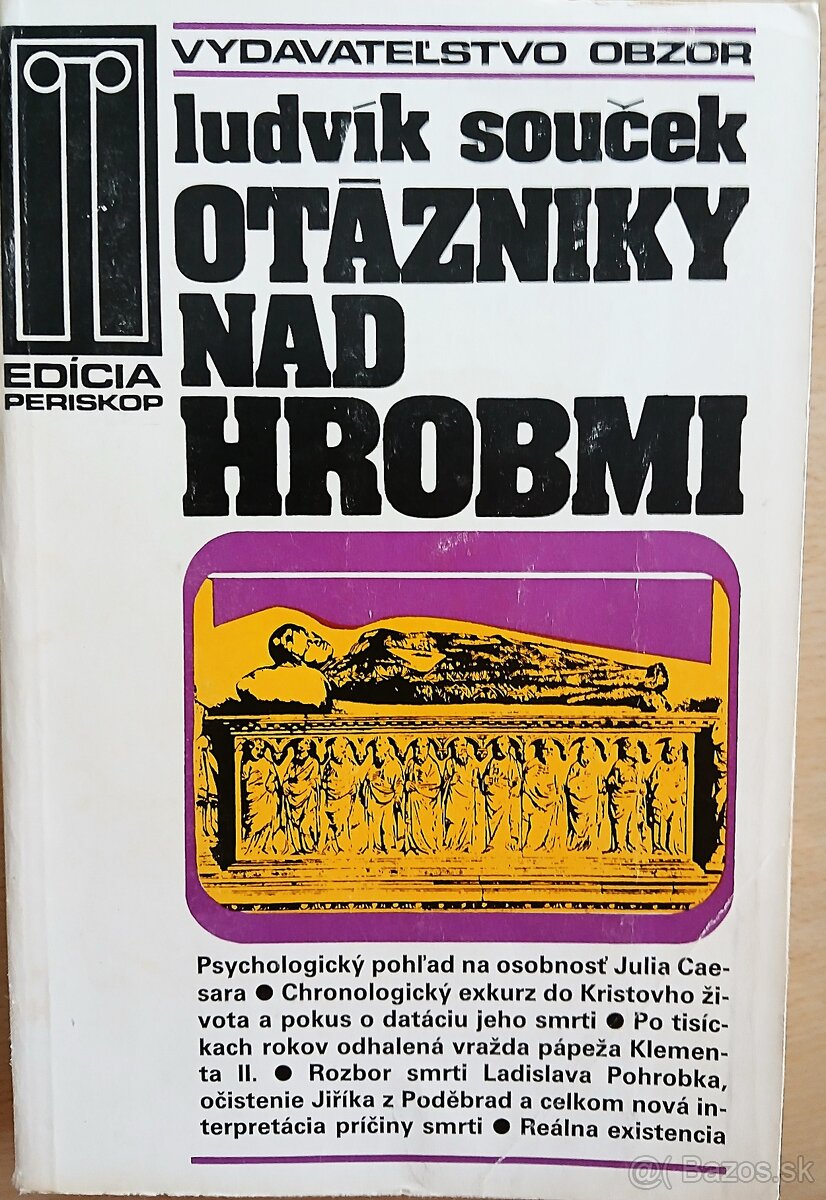 VYDAVATEĽSTVO OBZOR
ludvík souček
OTÁZNIKY
NAD
HROBMI
EDÍCIA
PERISKOP
Psychologický pohľad na osobnosť Julia Cae-
sara ● Chronologický exkurz do Kristovho ži-
vota a pokus o datáciu jeho smrti ● Po tisíc-
kach rokov odhalená vražda pápeža Klemen-
ta II. ● Rozbor smrti Ladislava Pohrobka,
očistenie Jiříka z Poděbrad a celkom nová in-
terpretácia príčiny smrti ● Reálna existencia
@( Bazos.sk